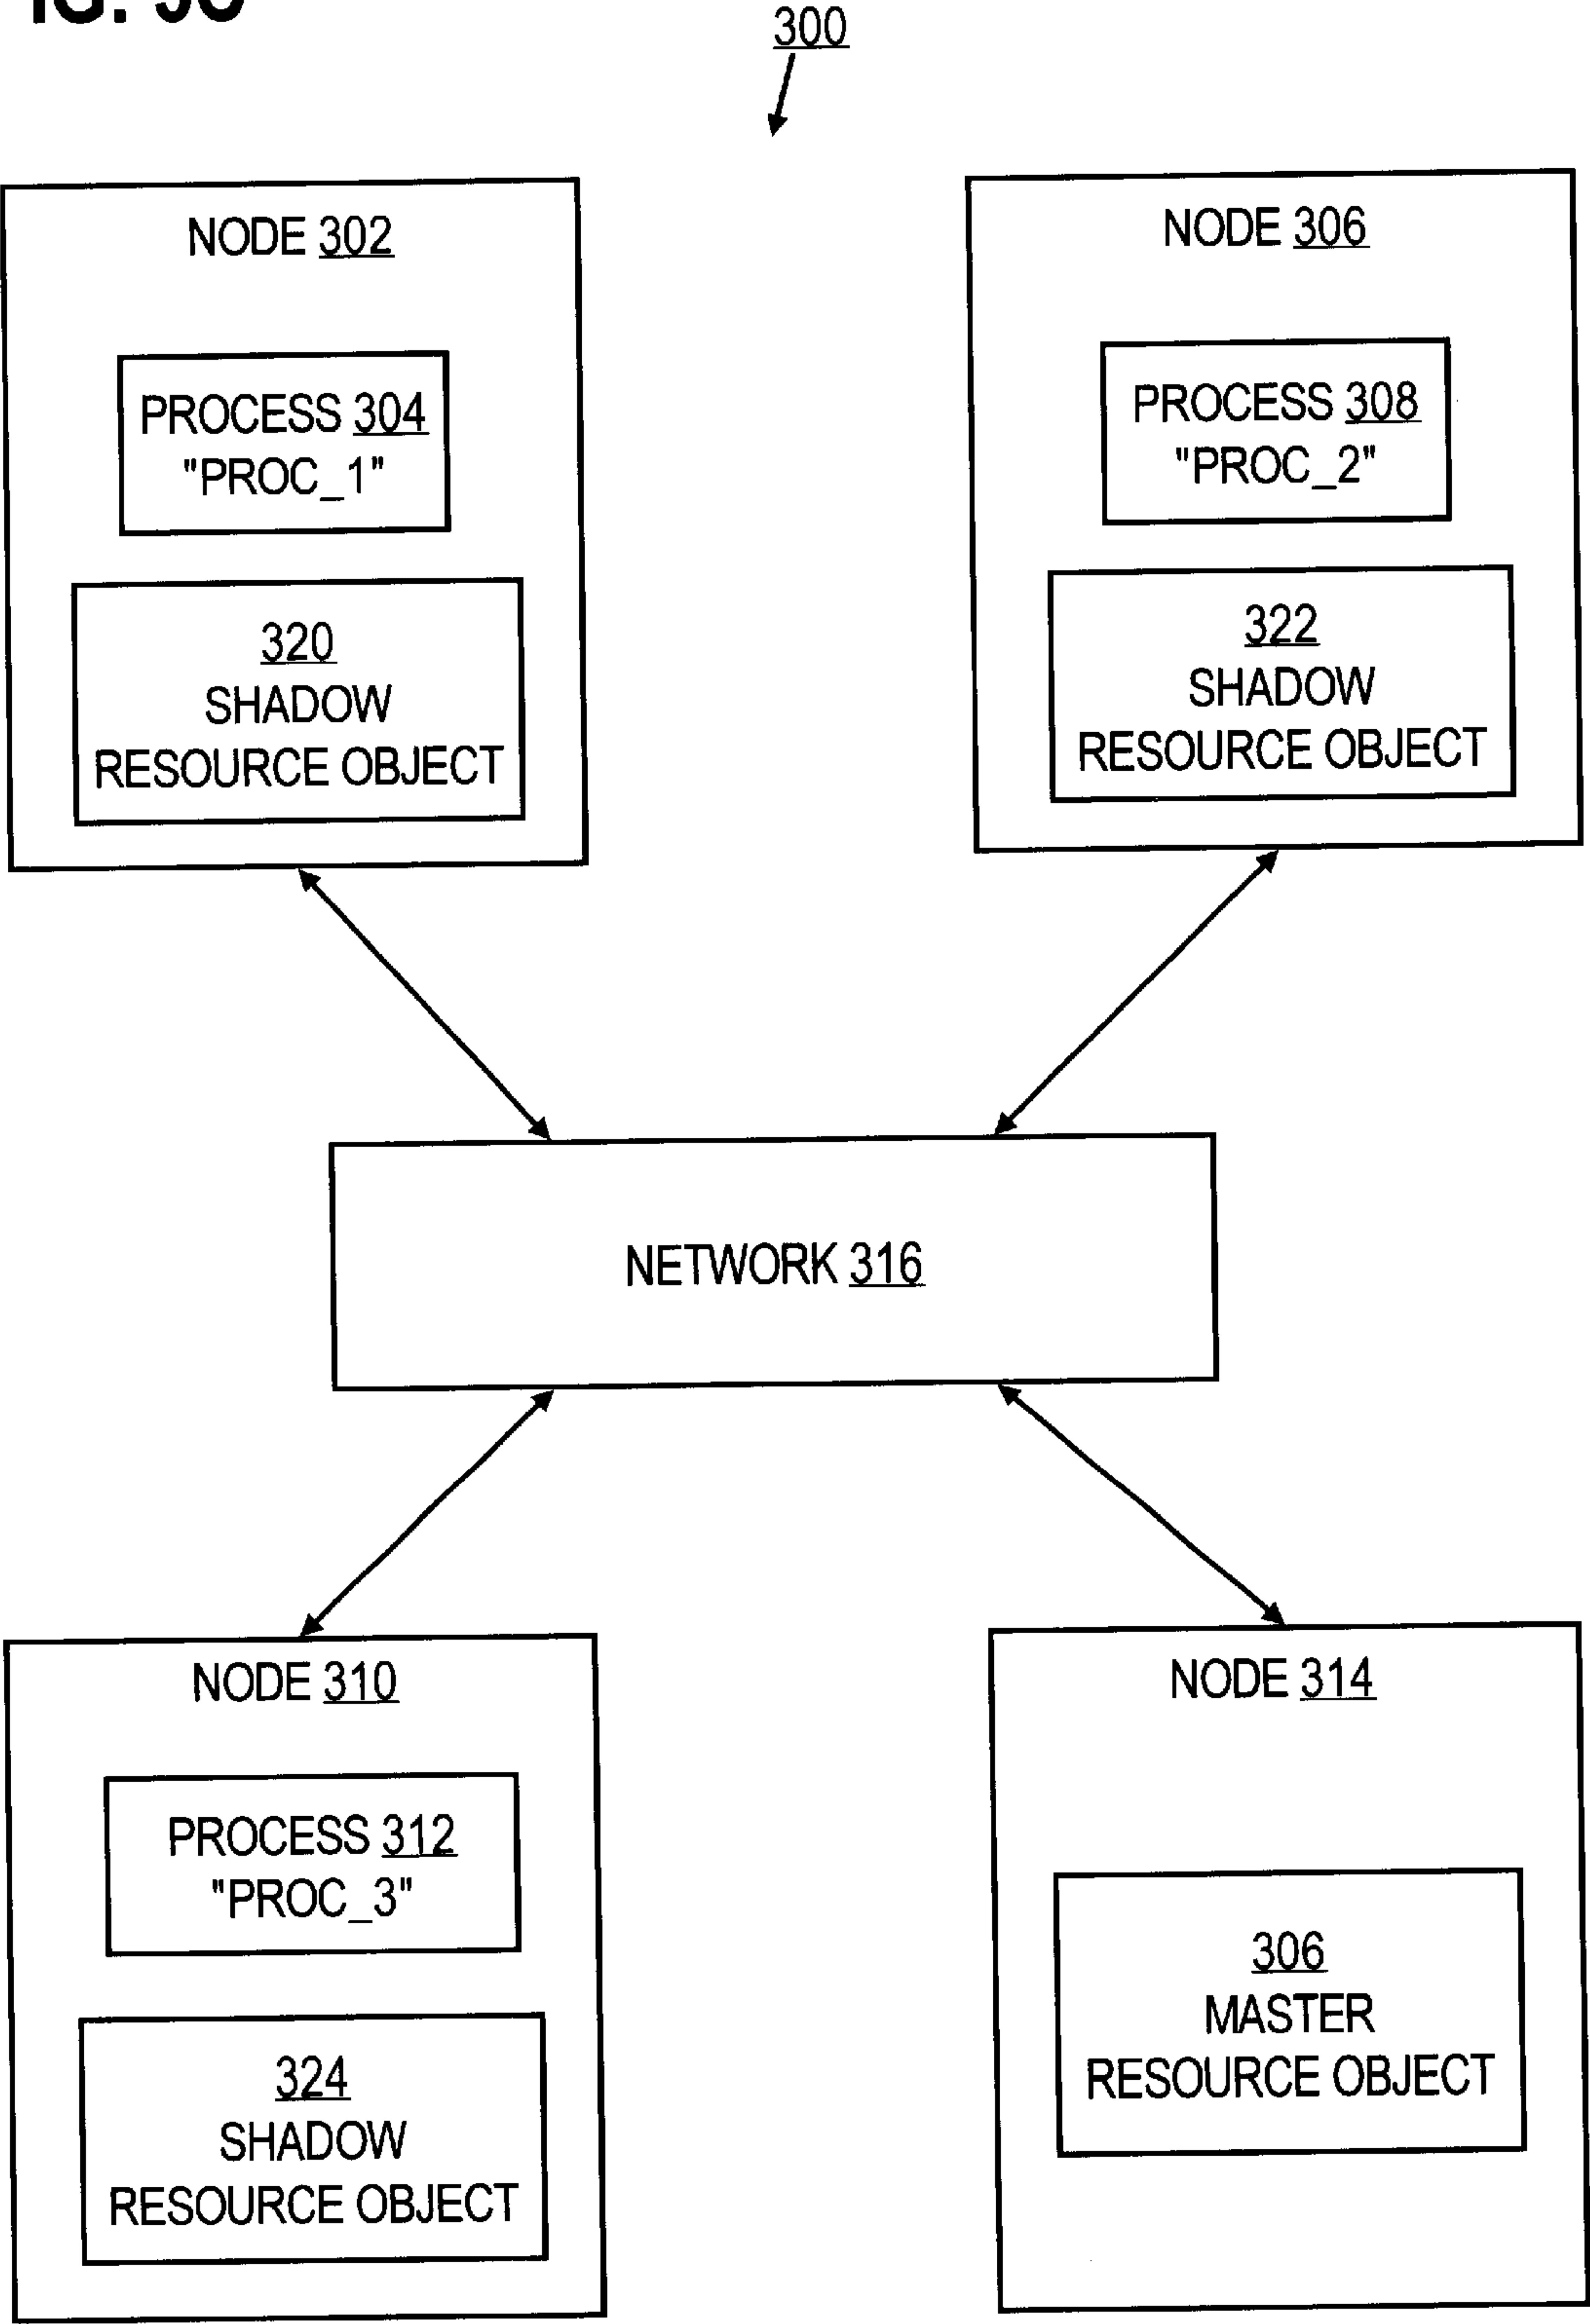 300
NODE 302
PROCESS 304
"PROC_1"
320
SHADOW
RESOURCE OBJECT
NODE 306
PROCESS 308
"PROC_2"
322
SHADOW
RESOURCE OBJECT
NETWORK 316
NODE 310
PROCESS 312
"PROC_3"
324
SHADOW
RESOURCE OBJECT
NODE 314
306
MASTER
RESOURCE OBJECT